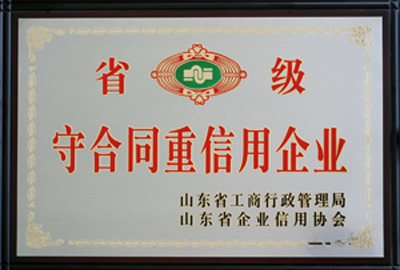 省级
守合同重信用企业
山东省工商行政管理局
山东省企业信用协会